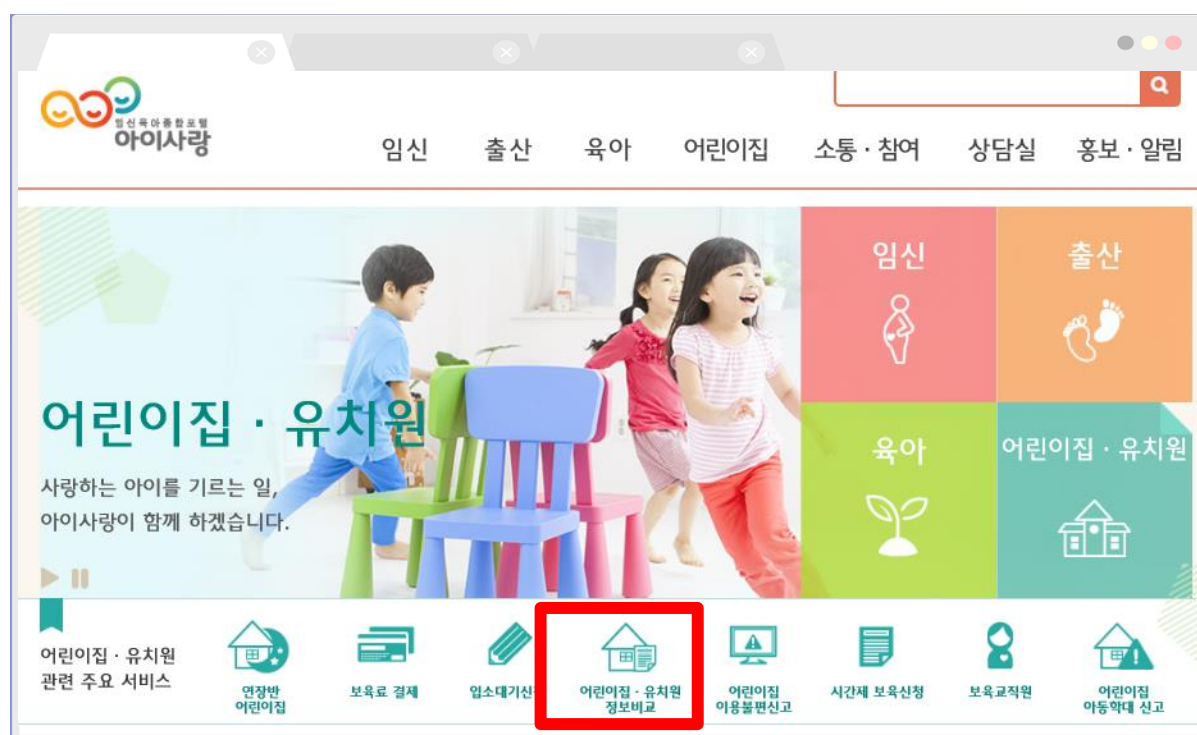 임신육아종합포털
아이사랑
임신 출산 육아 어린이집 소통 · 참여 상담실 홍보 · 알림
어린이집 · 유치원
사랑하는 아이를 기르는 일,
아이사랑이 함께 하겠습니다.
임신
출산
육아
어린이집 · 유치원
어린이집 · 유치원
관련 주요 서비스
연장반
어린이집
보육료 결제
입소대기신
어린이집 · 유치원
정보비교
어린이집
이용불편신고
시간제 보육신청
보육교직원
어린이집
아동학대 신고